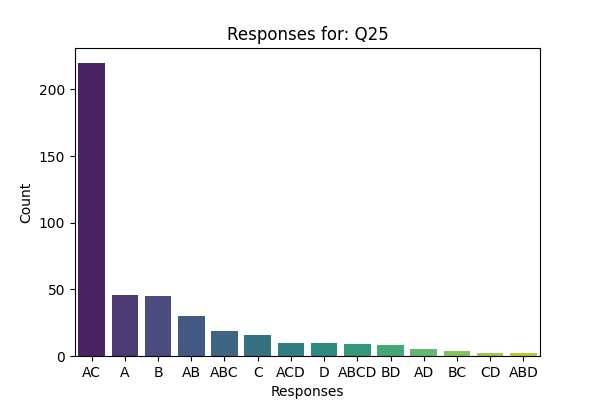 Responses for: Q25
Count
200
150
100
50
0
AC A B AB ABC C ACD D ABCD BD AD BC CD ABD
Responses